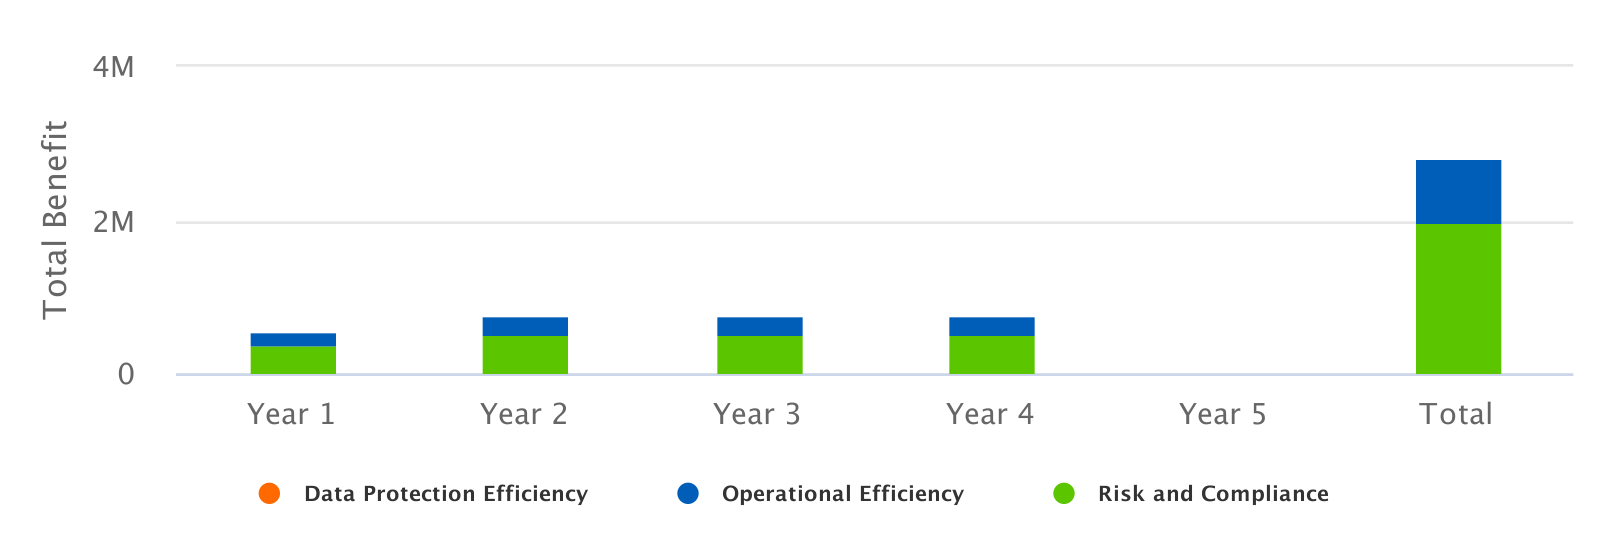 Total Benefit
4M
2M
0
Year 1 Year 2 Year 3 Year 4 Year 5 Total
Data Protection Efficiency Operational Efficiency Risk and Compliance